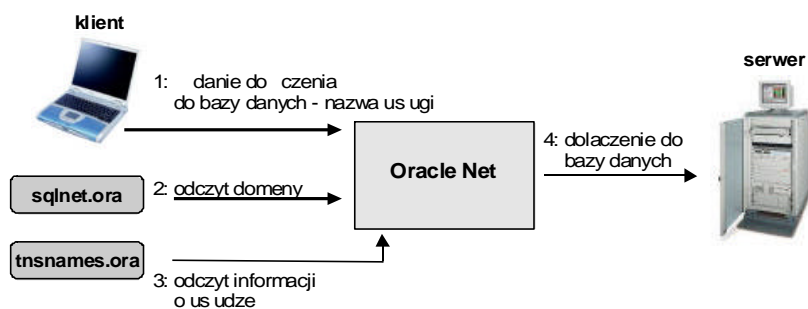 klient
serwer
1: danie do czenia
do bazy danych - nazwa us ugi
4: dolaczenie do
bazy danych
Oracle Net
sqlnet.ora
2: odczyt domeny
tnsnames.ora
3: odczyt informacji
o us udze